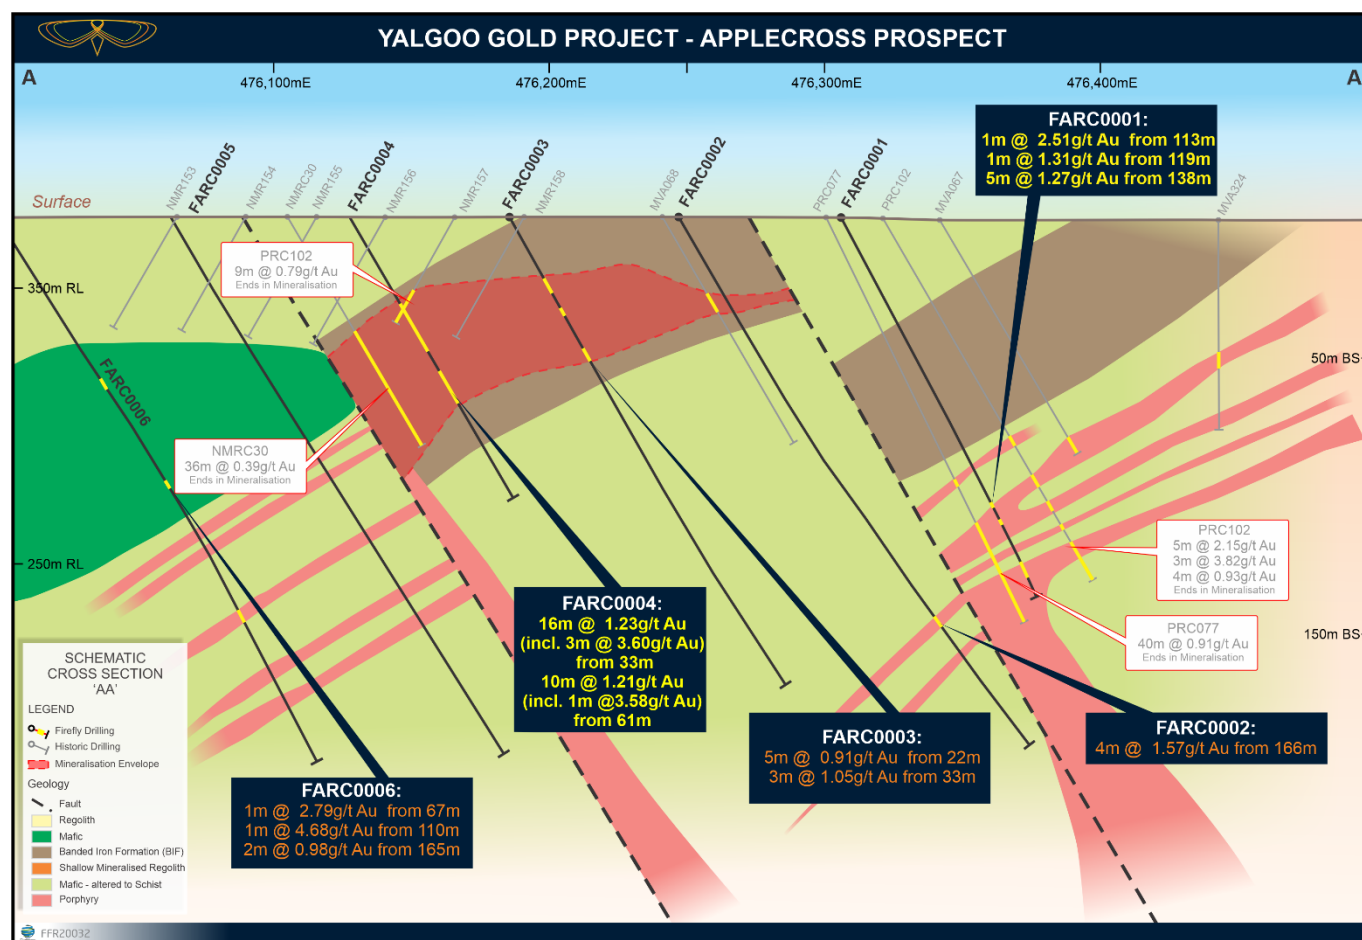 YALGOO GOLD PROJECT - APPLECROSS PROSPECT
A
476,100mE
476,200mE
476,300mE
476,400mE
A
FARC0001:
1m @ 2.51g/t Au from 113m
1m @ 1.31g/t Au from 119m
5m @ 1.27g/t Au from 138m
Surface
NMR153
FARC0005
NMR154
NMRC30
NMR155
FARC0004
NMR156
NMR157
FARC0003
NMR158
MVA068
FARC0002
PRC077
FARC0001
PRC102
MVA067
MVA324
PRC102
9m @ 0.79g/t Au
Ends in Mineralisation
350m RL
50m BS
FARC0006
NMRC30
36m @ 0.39g/t Au
Ends in Mineralisation
PRC102
5m @ 2.15g/t Au
3m @ 3.82g/t Au
4m @ 0.93g/t Au
Ends in Mineralisation
250m RL
FARC0004:
16m @ 1.23g/t Au
(incl. 3m @ 3.60g/t Au)
from 33m
10m @ 1.21g/t Au
(incl. 1m @3.58g/t Au)
from 61m
PRC077
40m @ 0.91g/t Au
Ends in Mineralisation
150m BS
SCHEMATIC
CROSS SECTION
'AA'
LEGEND
Firefly Drilling
Historic Drilling
Mineralisation Envelope
Geology
Fault
Regolith
Mafic
Banded Iron Formation (BIF)
Shallow Mineralised Regolith
Mafic - altered to Schist
Porphyry
FARC0003:
5m @ 0.91g/t Au from 22m
3m @ 1.05g/t Au from 33m
FARC0002:
4m @ 1.57g/t Au from 166m
FARC0006:
1m @ 2.79g/t Au from 67m
1m @ 4.68g/t Au from 110m
2m @ 0.98g/t Au from 165m
FFR20032